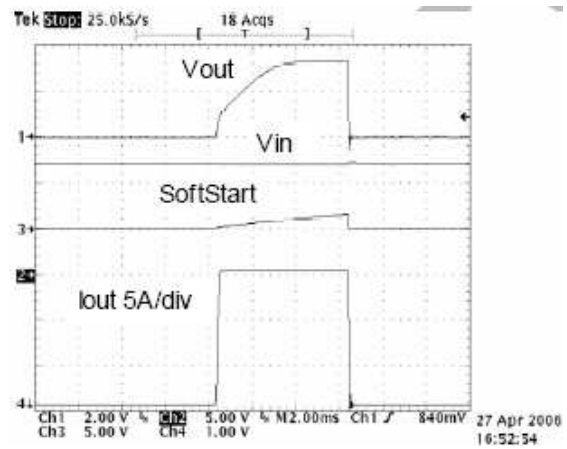 Tek Stop: 25.0kS/s 18 Acqs
[ T ]
Vout
1
Vin
SoftStart
3
2
Iout 5A/div
4
Ch1 2.00 V Ch2 5.00 V M2.00ms Ch1 840mV
Ch3 5.00 V Ch4 1.00 V
27 Apr 2006
16:52:54